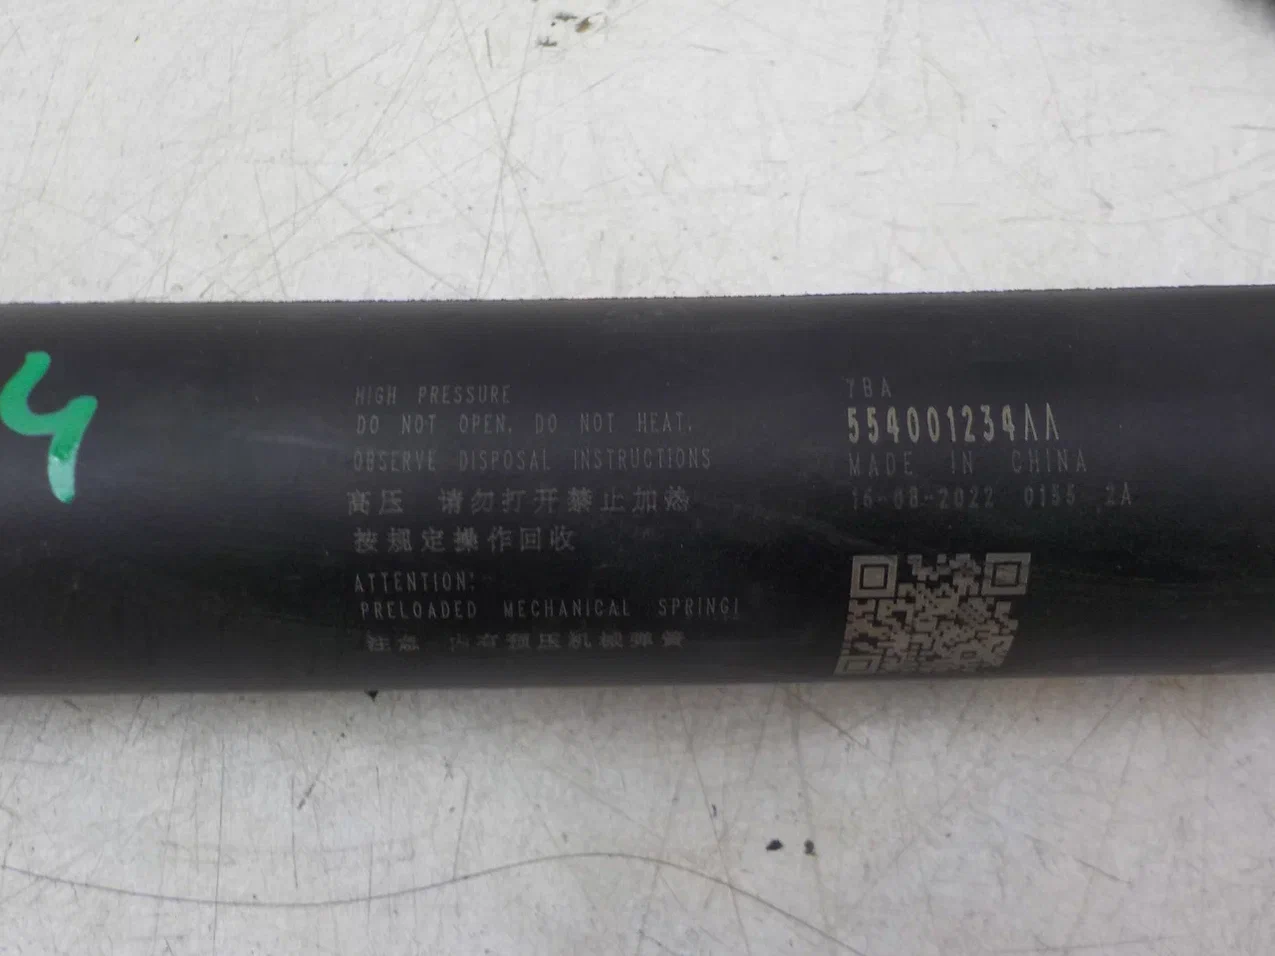 4
HIGH PRESSURE
DO NOT OPEN. DO NOT HEAT.
OBSERVE DISPOSAL INSTRUCTIONS
高压 请勿打开禁止加热
按规定操作回收
ATTENTION!
PRELOADED MECHANICAL SPRING!
注意 内有预压机械弹簧
7BA
554001234AA
MADE IN CHINA
16-08-2022 0155 2A